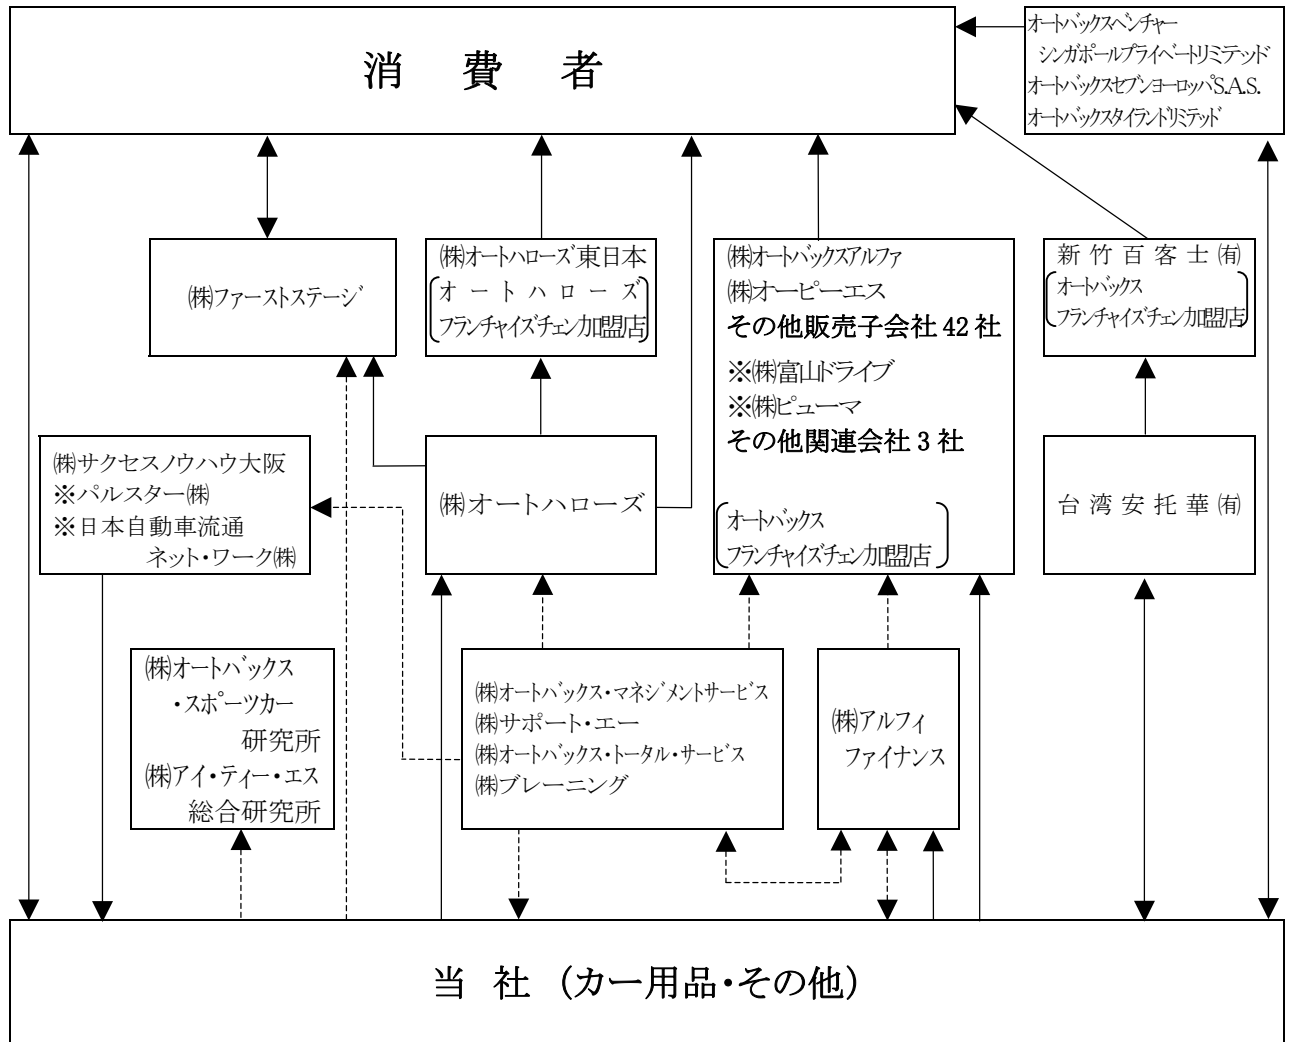 消 費 者
オートバックスベンチャー
シンガポールプライベートリミテッド
オートバックスセブンヨーロッパS.A.S.
オートバックスタイランドリミテッド
㈱ファーストステージ
㈱オートハローズ東日本
オートハローズ
フランチャイズチェン加盟店
㈱オートバックスアルファ
㈱オーピーエス
その他販売子会社 42 社
※㈱富山ドライブ
※㈱ピューマ
その他関連会社 3 社
オートバックス
フランチャイズチェン加盟店
新 竹 百 客 士 ㈲
オートバックス
フランチャイズチェン加盟店
㈱サクセスノウハウ大阪
※パルスター㈱
※日本自動車流通
ネット・ワーク㈱
㈱オートハローズ
台 湾 安 托 華 ㈲
㈱オートバックス
・スポーツカー
研究所
㈱アイ・ティー・エス
総合研究所
㈱オートバックス・マネジメントサービス
㈱サポート・エー
㈱オートバックス・トータル・サービス
㈱ブレーニング
㈱アルフィ
ファイナンス
当 社 (カー用品・その他)